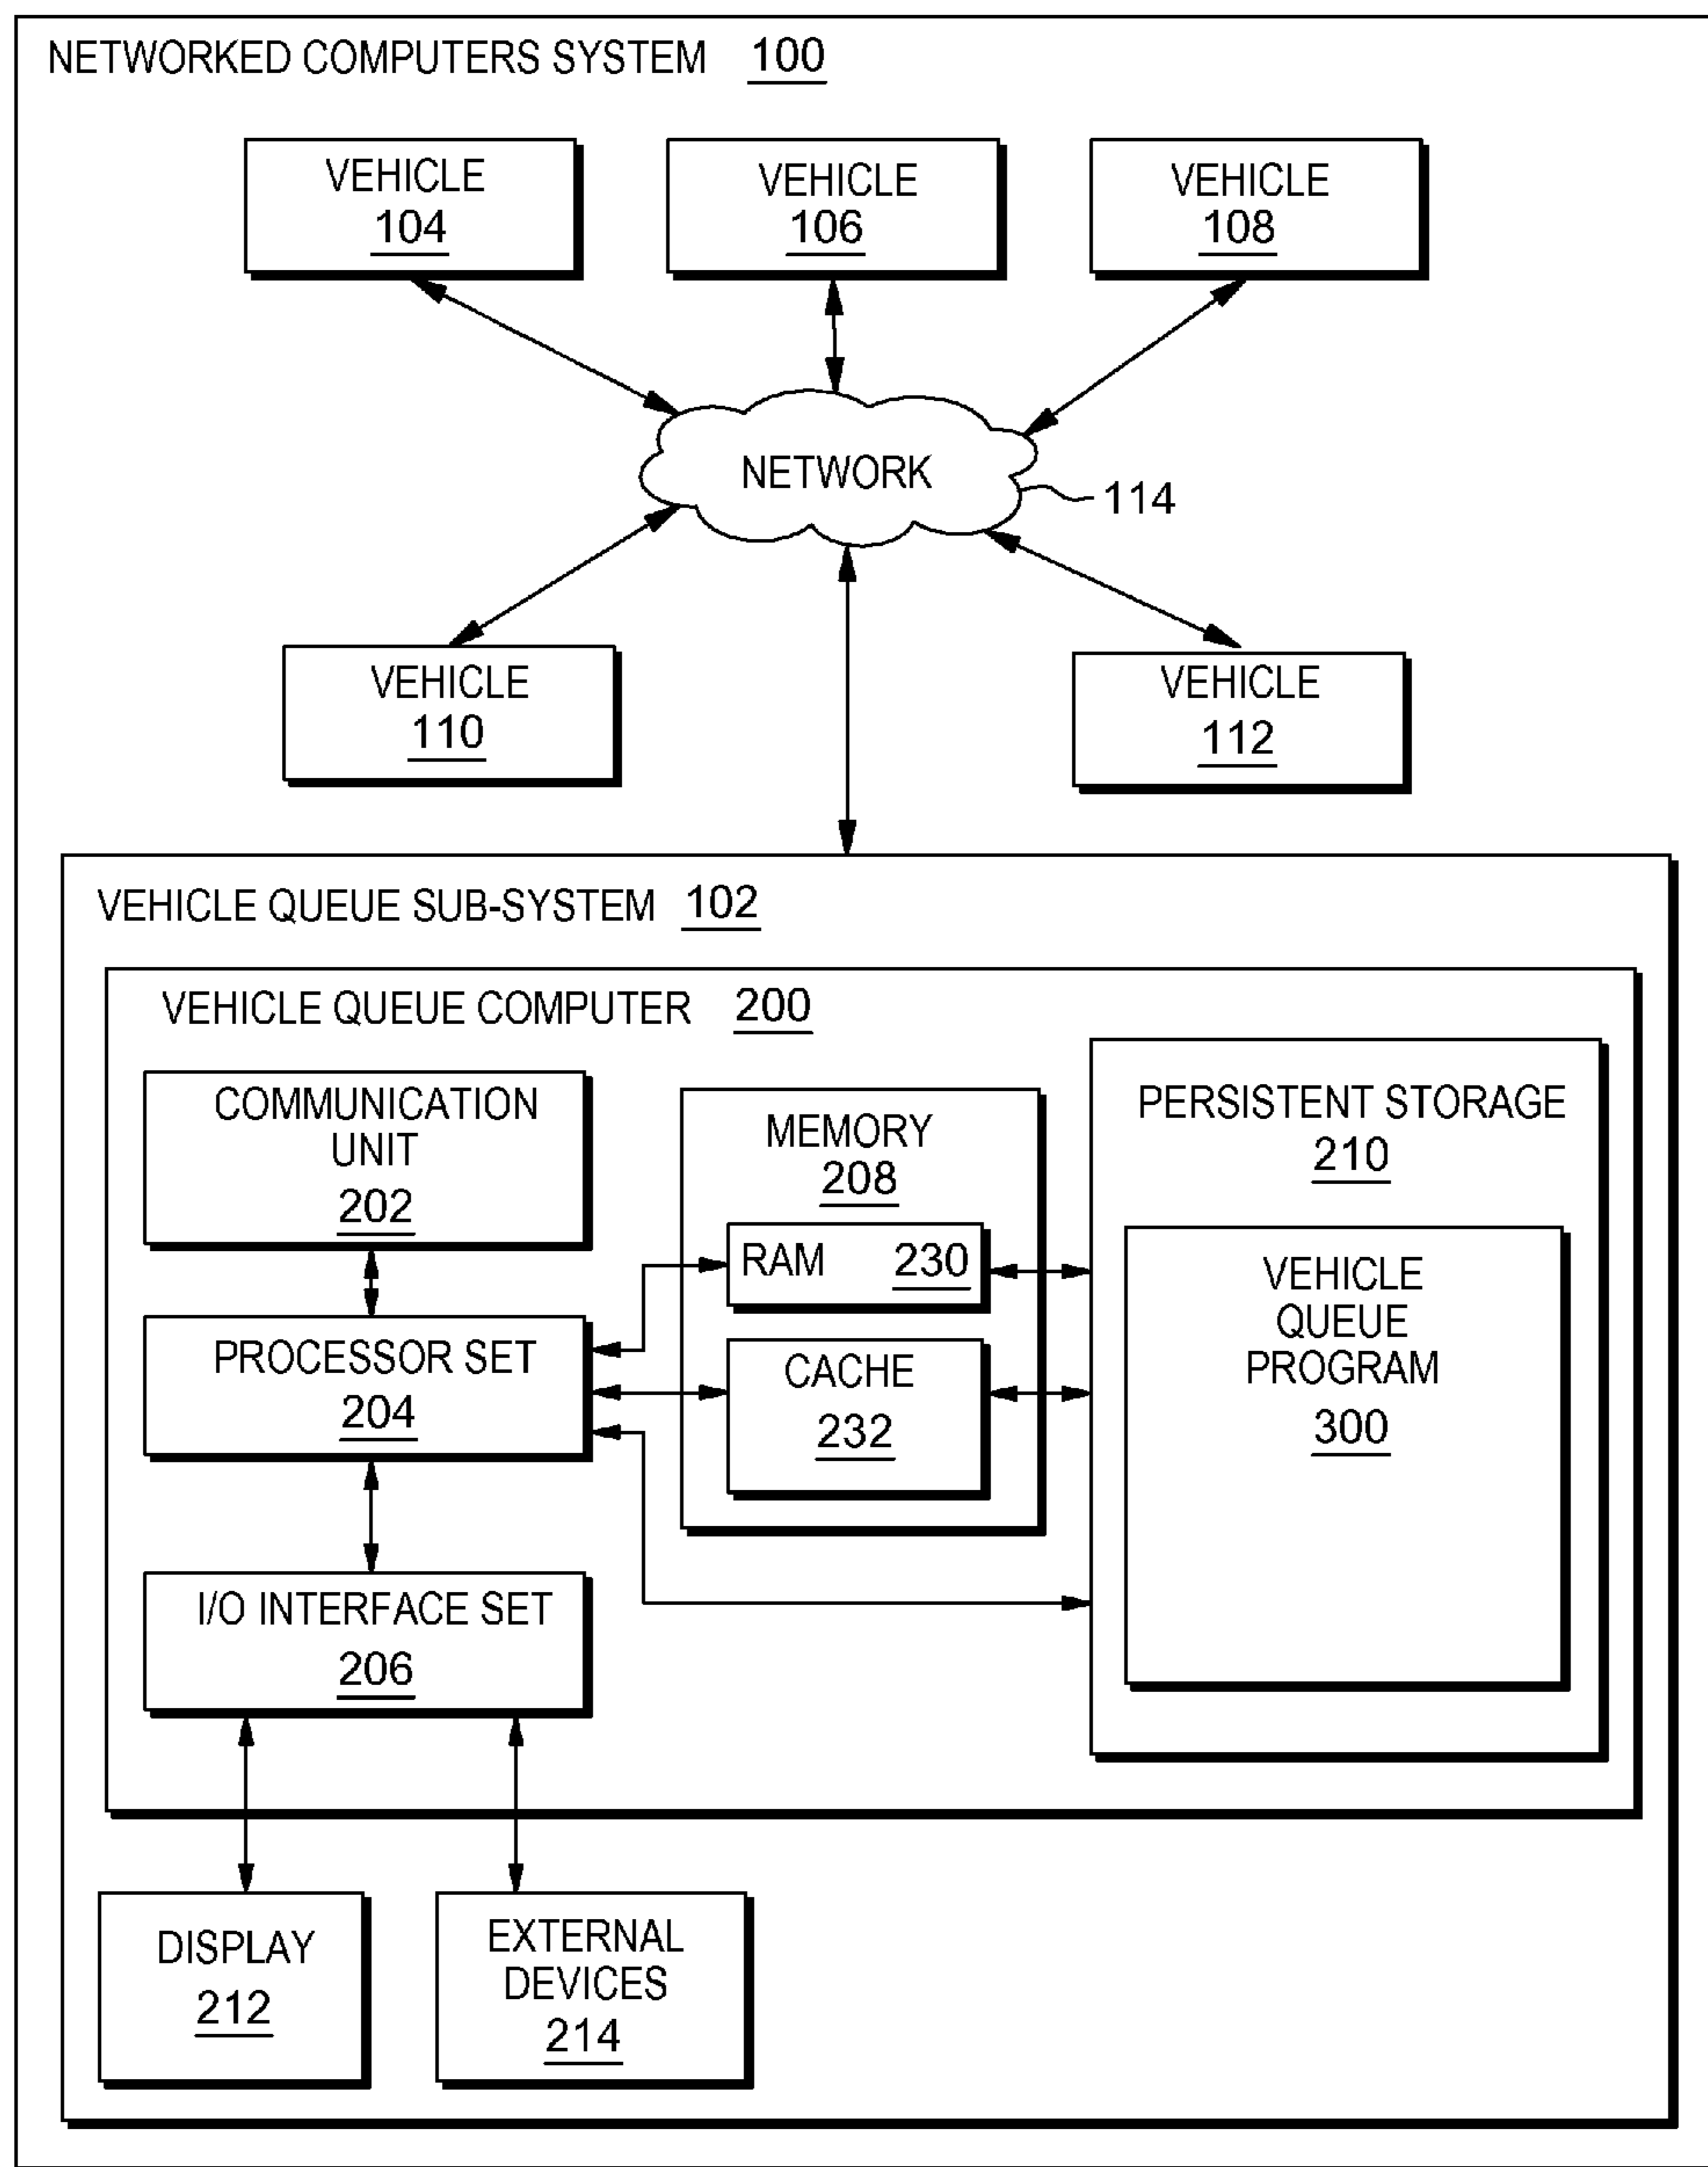 NETWORKED COMPUTERS SYSTEM 100
VEHICLE
104
VEHICLE
106
VEHICLE
108
NETWORK
114
VEHICLE
110
VEHICLE
112
VEHICLE QUEUE SUB-SYSTEM 102
VEHICLE QUEUE COMPUTER 200
COMMUNICATION
UNIT
202
PROCESSOR SET
204
I/O INTERFACE SET
206
MEMORY
208
RAM 230
CACHE
232
PERSISTENT STORAGE
210
VEHICLE
QUEUE
PROGRAM
300
DISPLAY
212
EXTERNAL
DEVICES
214